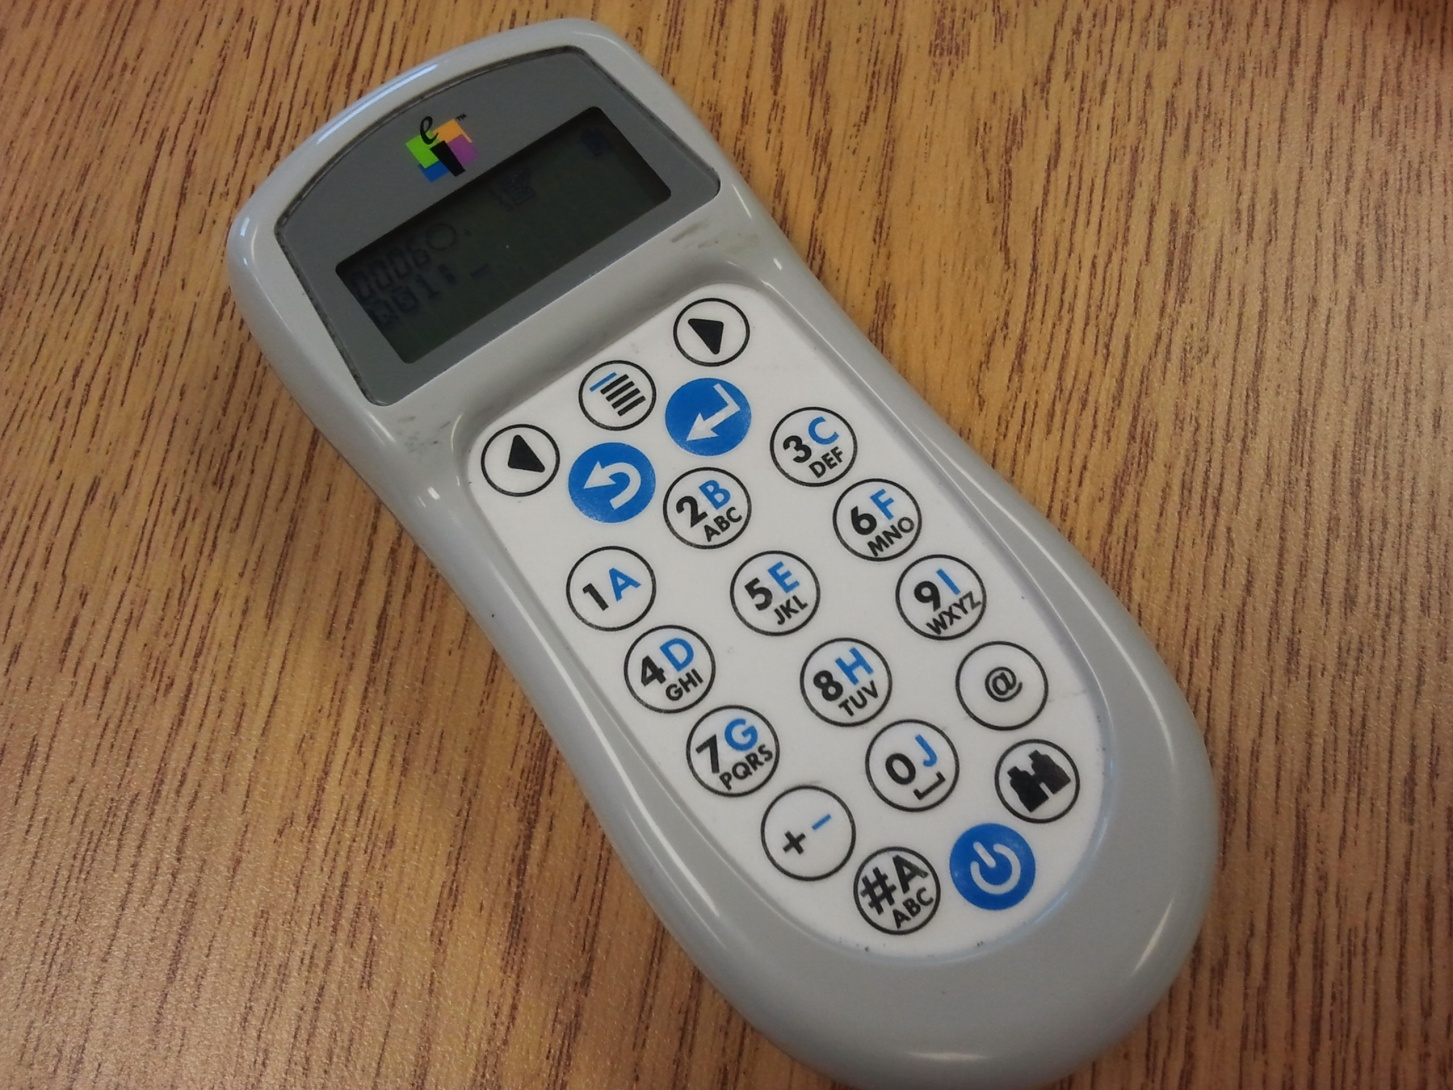 eI™
1A
2B
ABC
3C
DEF
4D
GHI
5E
JKL
6F
MNO
7G
PQRS
8H
TUV
9I
WXYZ
+ -
0J
@
#A
ABC